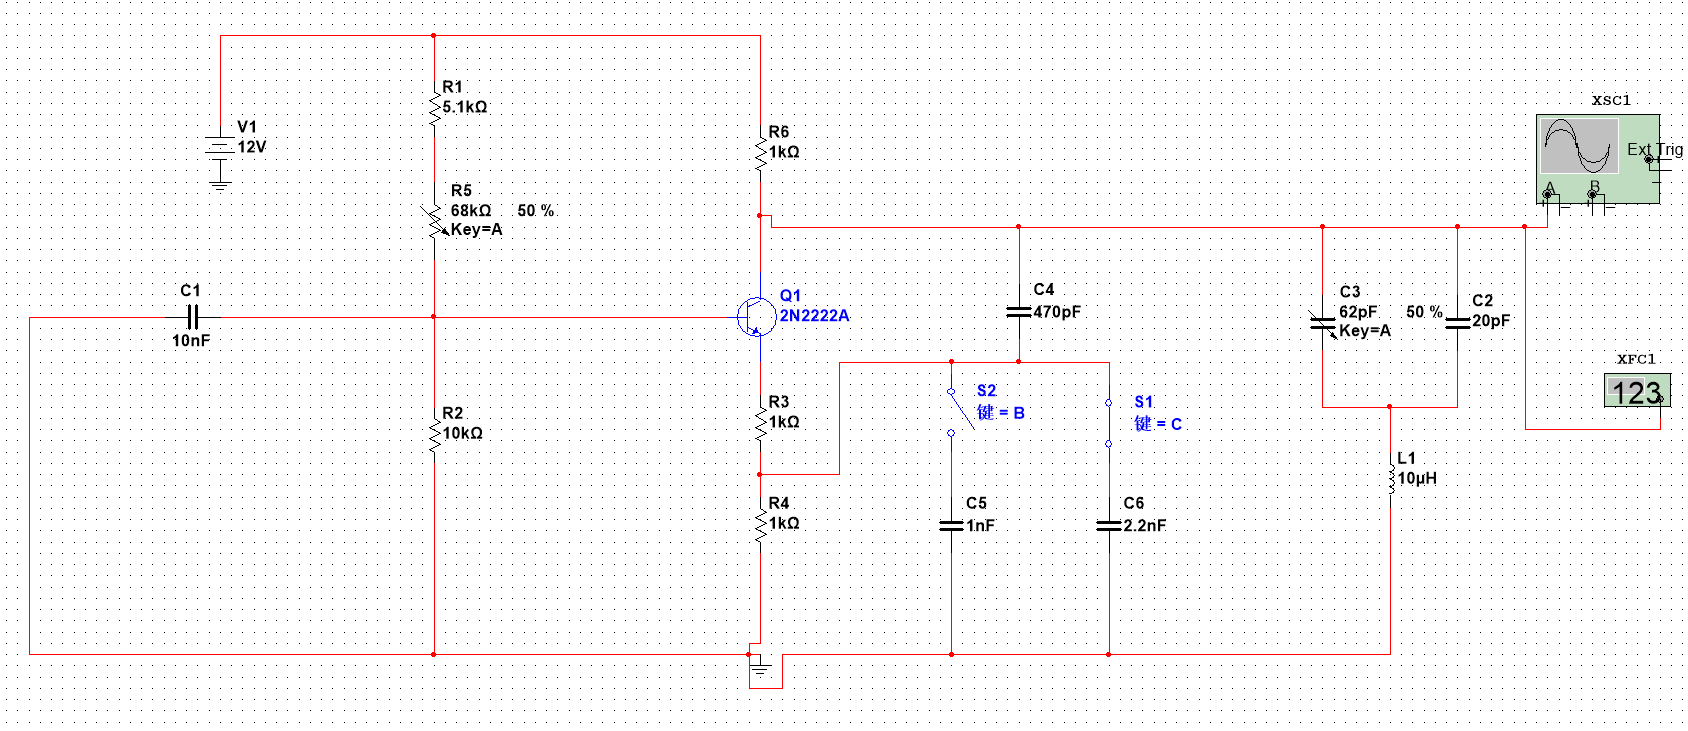 XSC1
Ext Trig
A
B
R1
5.1kΩ
V1
12V
R6
1kΩ
R5
68kΩ 50 %
Key=A
C1
10nF
Q1
2N2222A
C4
470pF
C3
62pF 50 %
Key=A
C2
20pF
XFC1
123
R2
10kΩ
R3
1kΩ
S2
键 = B
S1
键 = C
L1
10µH
R4
1kΩ
C5
1nF
C6
2.2nF